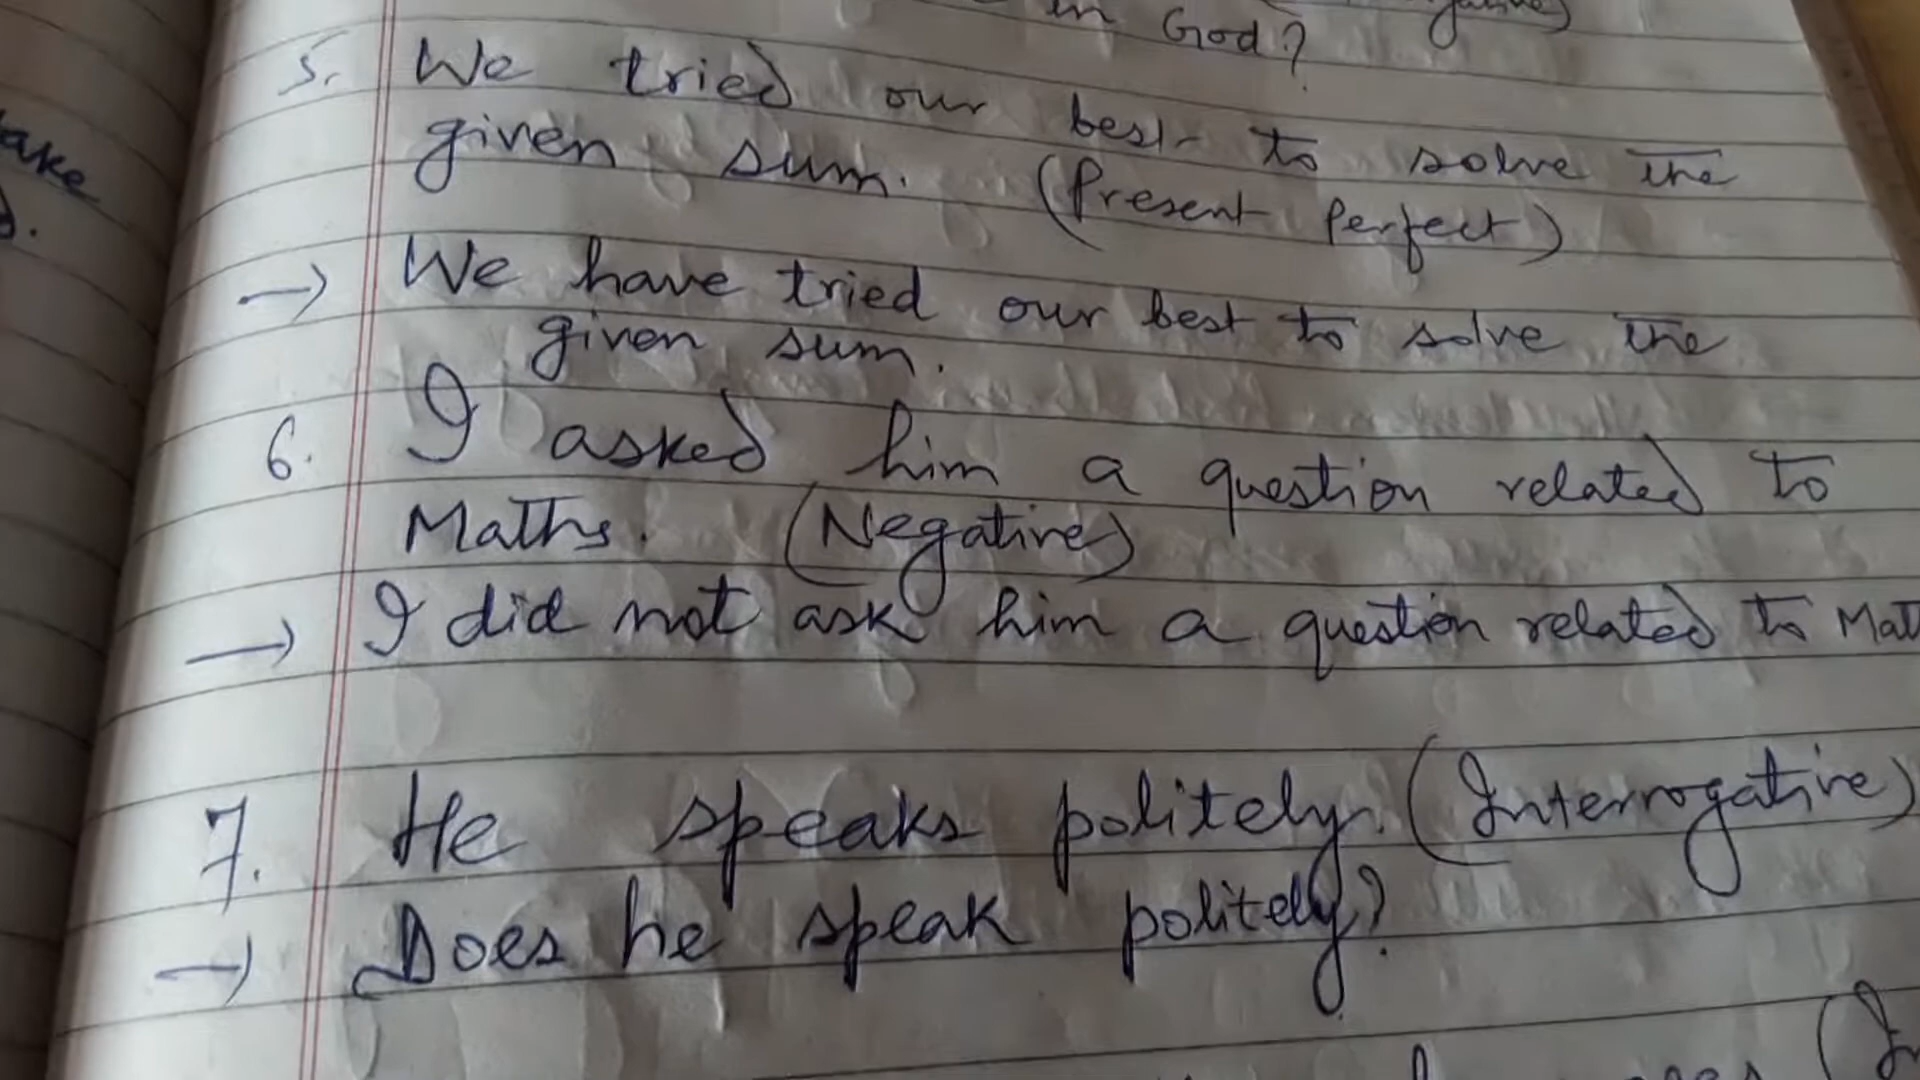 in God?
5. We tried our best to solve the
given sum. (Present Perfect)
→ We have tried our best to solve the
given sum.
6. I asked him a question related to
Maths. (Negative)
→ I did not ask him a question related to Mat
7. He speaks politely. (Interrogative)
→ Does he speak politely?